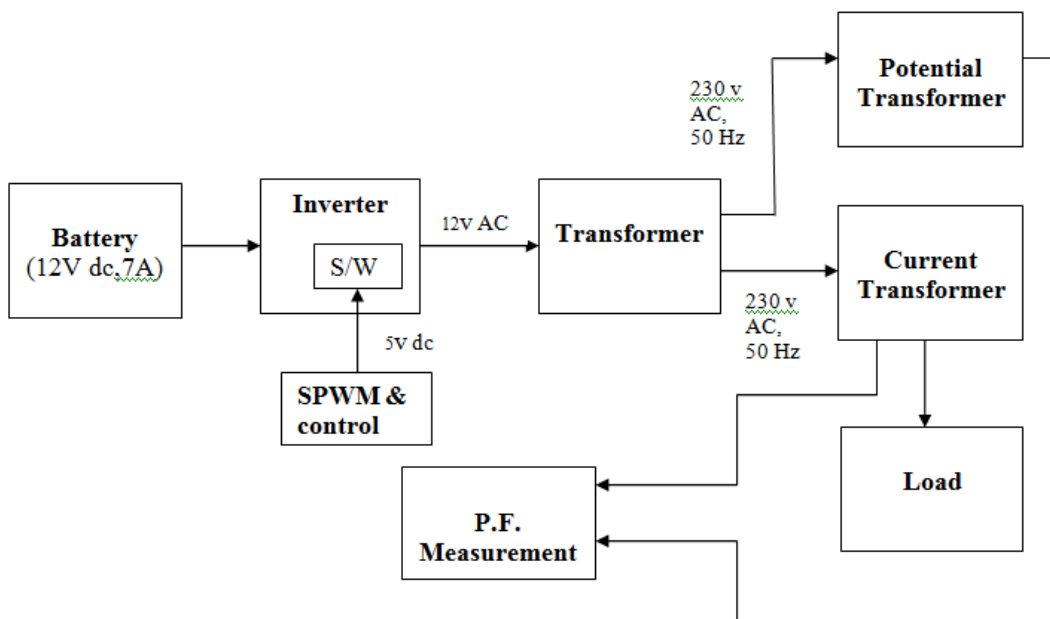 Battery
(12V dc,7A)
Inverter
S/W
5v dc
SPWM &
control
12v AC
Transformer
230 v
AC,
50 Hz
230 v
AC,
50 Hz
Potential
Transformer
Current
Transformer
Load
P.F.
Measurement